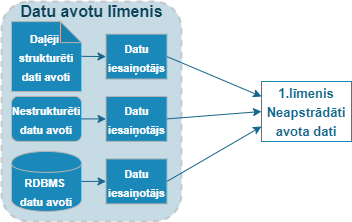 Datu avotu līmenis
Daļēji
strukturēti
dati avoti
Datu
iesaiņotājs
Nestrukturēti
datu avoti
Datu
iesaiņotājs
RDBMS
datu avoti
Datu
iesaiņotājs
1.līmenis
Neapstrādāti
avota dati